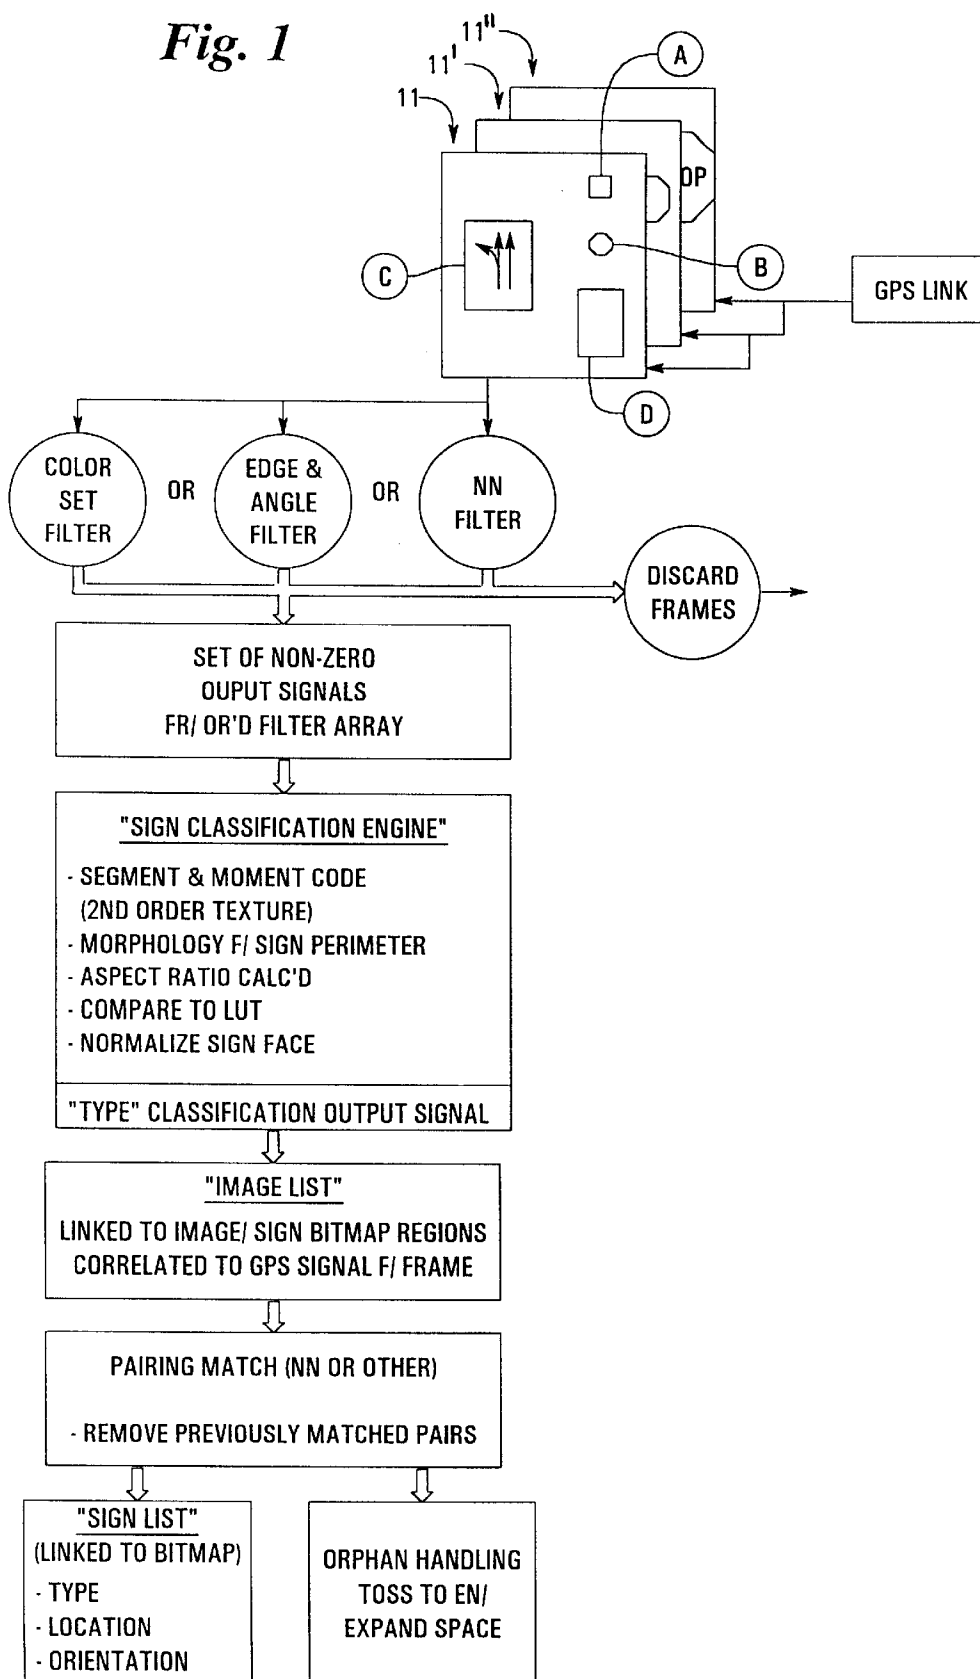 Fig. 1
11"
11'
11
A
OP
C
B
GPS LINK
D
COLOR
SET
FILTER
OR
EDGE &
ANGLE
FILTER
OR
NN
FILTER
DISCARD
FRAMES
SET OF NON-ZERO
OUPUT SIGNALS
FR/ OR'D FILTER ARRAY
"SIGN CLASSIFICATION ENGINE"
- SEGMENT & MOMENT CODE
(2ND ORDER TEXTURE)
- MORPHOLOGY F/ SIGN PERIMETER
- ASPECT RATIO CALC'D
- COMPARE TO LUT
- NORMALIZE SIGN FACE
"TYPE" CLASSIFICATION OUTPUT SIGNAL
"IMAGE LIST"
LINKED TO IMAGE/ SIGN BITMAP REGIONS
CORRELATED TO GPS SIGNAL F/ FRAME
PAIRING MATCH (NN OR OTHER)
- REMOVE PREVIOUSLY MATCHED PAIRS
"SIGN LIST"
(LINKED TO BITMAP)
- TYPE
- LOCATION
- ORIENTATION
ORPHAN HANDLING
TOSS TO EN/
EXPAND SPACE